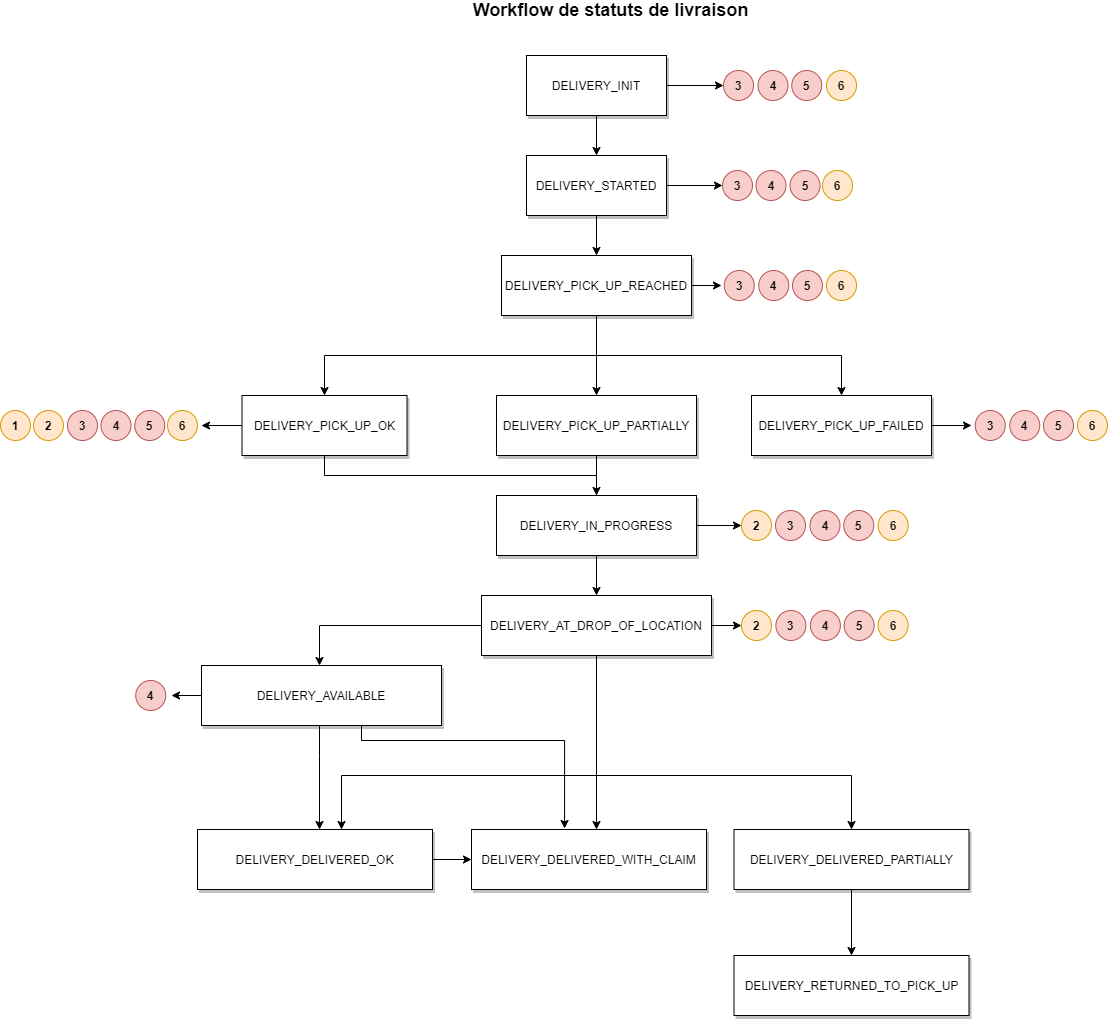 Workflow de statuts de livraison
DELIVERY_INIT
3 4 5 6
DELIVERY_STARTED
3 4 5 6
DELIVERY_PICK_UP_REACHED
3 4 5 6
1 2 3 4 5 6
DELIVERY_PICK_UP_OK
DELIVERY_PICK_UP_PARTIALLY
DELIVERY_PICK_UP_FAILED
3 4 5 6
DELIVERY_IN_PROGRESS
2 3 4 5 6
DELIVERY_AT_DROP_OF_LOCATION
2 3 4 5 6
4
DELIVERY_AVAILABLE
DELIVERY_DELIVERED_OK
DELIVERY_DELIVERED_WITH_CLAIM
DELIVERY_DELIVERED_PARTIALLY
DELIVERY_RETURNED_TO_PICK_UP